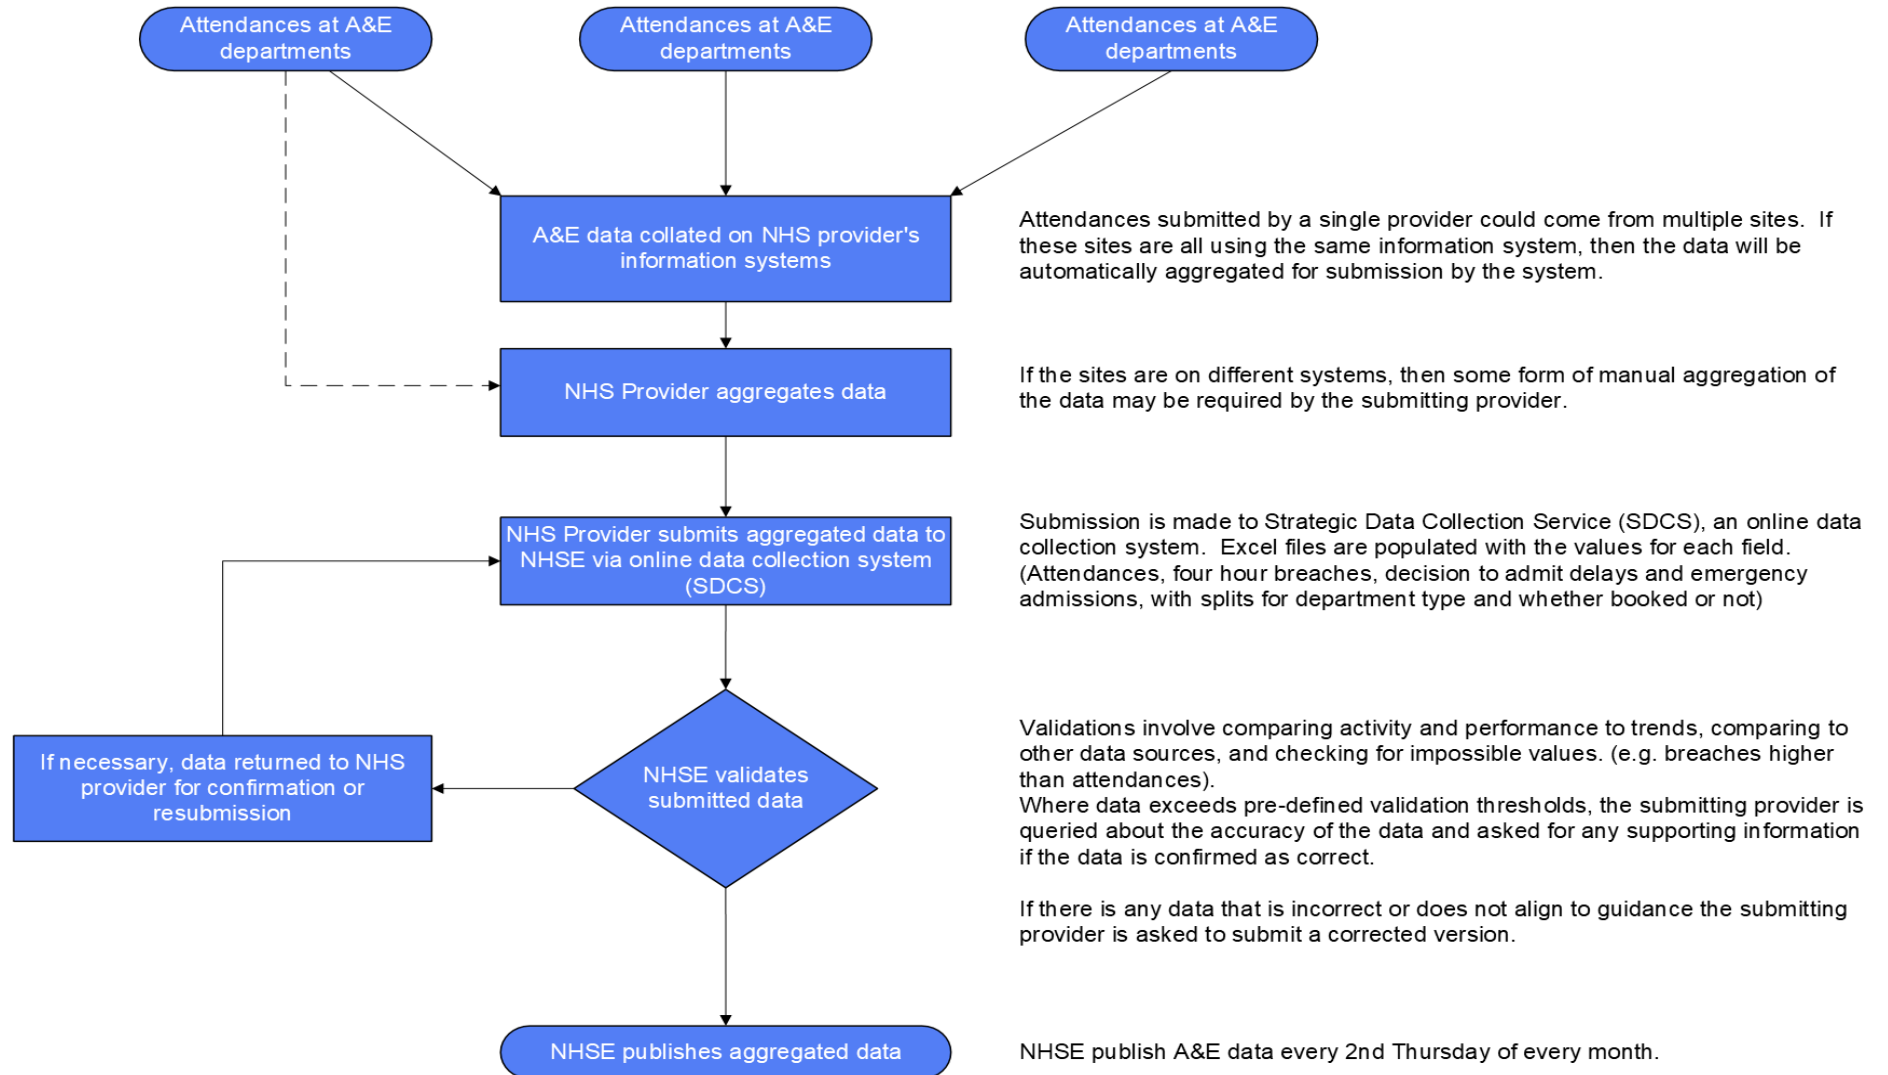 Attendances at A&E
departments
Attendances at A&E
departments
Attendances at A&E
departments
A&E data collated on NHS provider's
information systems
Attendances submitted by a single provider could come from multiple sites.  If
these sites are all using the same information system, then the data will be
automatically aggregated for submission by the system.
NHS Provider aggregates data
If the sites are on different systems, then some form of manual aggregation of
the data may be required by the submitting provider.
NHS Provider submits aggregated data to
NHSE via online data collection system
(SDCS)
Submission is made to Strategic Data Collection Service (SDCS), an online data
collection system.  Excel files are populated with the values for each field.
(Attendances, four hour breaches, decision to admit delays and emergency
admissions, with splits for department type and whether booked or not)
If necessary, data returned to NHS
provider for confirmation or
resubmission
NHSE validates
submitted data
Validations involve comparing activity and performance to trends, comparing to
other data sources, and checking for impossible values. (e.g. breaches higher
than attendances).
Where data exceeds pre-defined validation thresholds, the submitting provider is
queried about the accuracy of the data and asked for any supporting information
if the data is confirmed as correct.
If there is any data that is incorrect or does not align to guidance the submitting
provider is asked to submit a corrected version.
NHSE publishes aggregated data
NHSE publish A&E data every 2nd Thursday of every month.